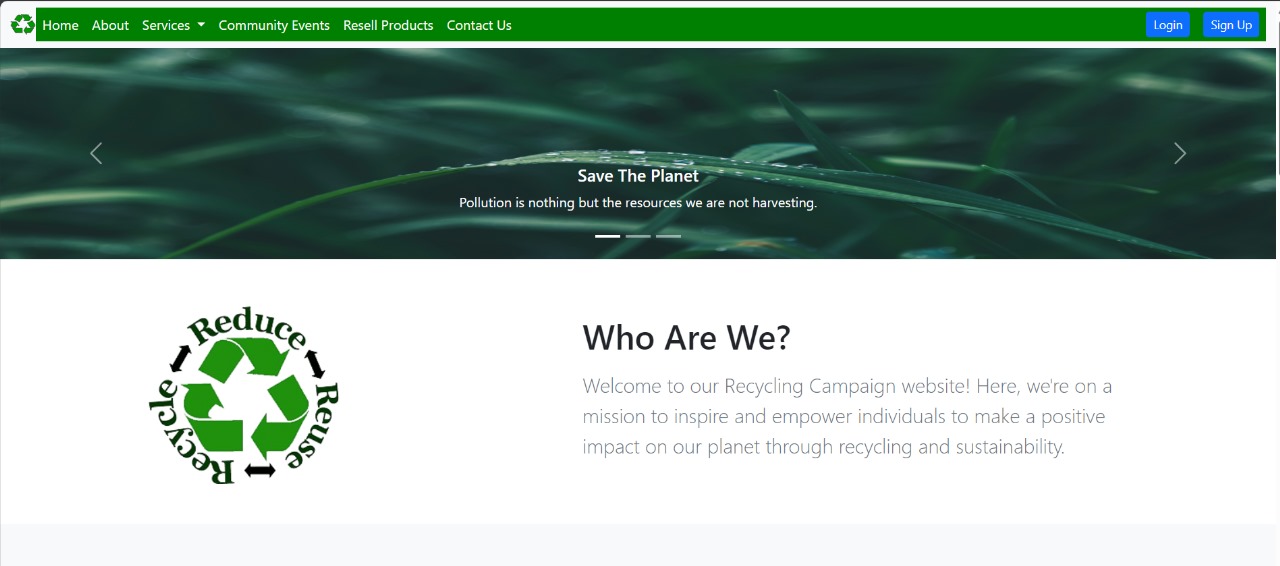 Home About Services Community Events Resell Products Contact Us Login Sign Up
Save The Planet
Pollution is nothing but the resources we are not harvesting.
Reduce
Reuse
Recycle
Who Are We?
Welcome to our Recycling Campaign website! Here, we're on a
mission to inspire and empower individuals to make a positive
impact on our planet through recycling and sustainability.